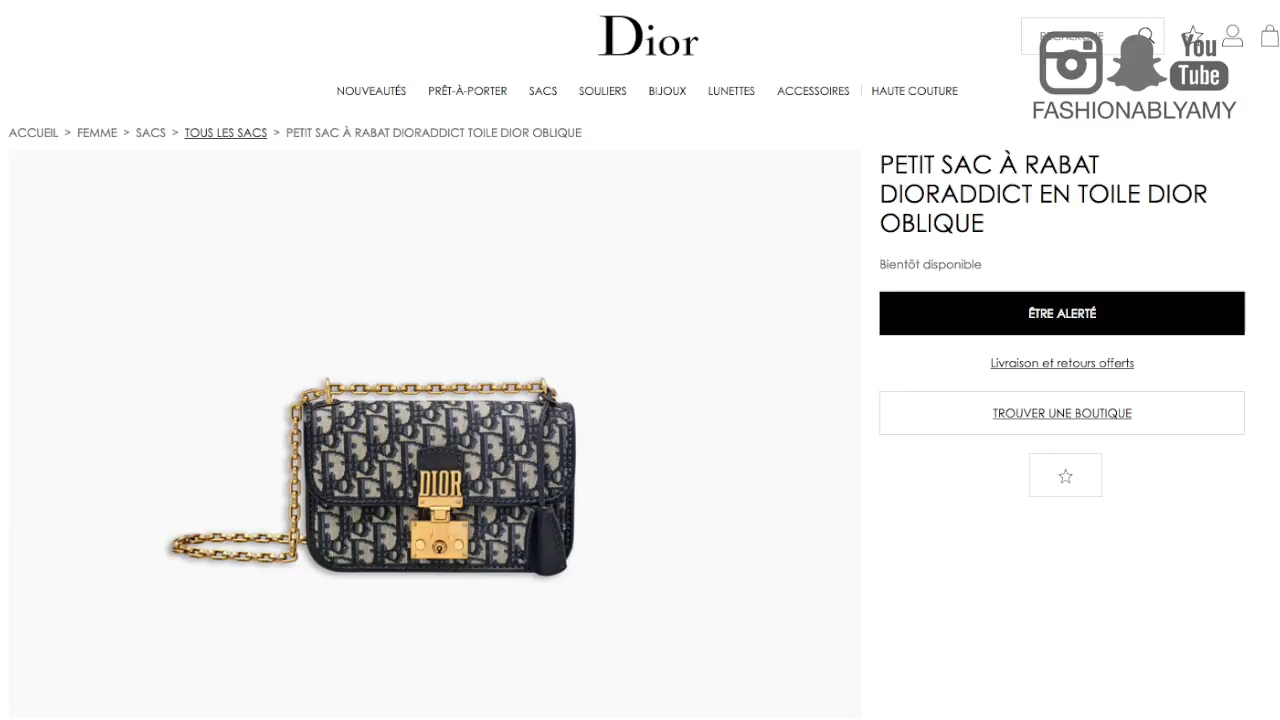 Dior
RECHERCHE
NOUVEAUTÉS PRÊT-À-PORTER SACS SOULIERS BIJOUX LUNETTES ACCESSOIRES HAUTE COUTURE
You
Tube
FASHIONABLYAMY
ACCUEIL > FEMME > SACS > TOUS LES SACS > PETIT SAC À RABAT DIORADDICT TOILE DIOR OBLIQUE
PETIT SAC À RABAT
DIORADDICT EN TOILE DIOR
OBLIQUE
Bientôt disponible
ÊTRE ALERTÉ
Livraison et retours offerts
TROUVER UNE BOUTIQUE
DIOR